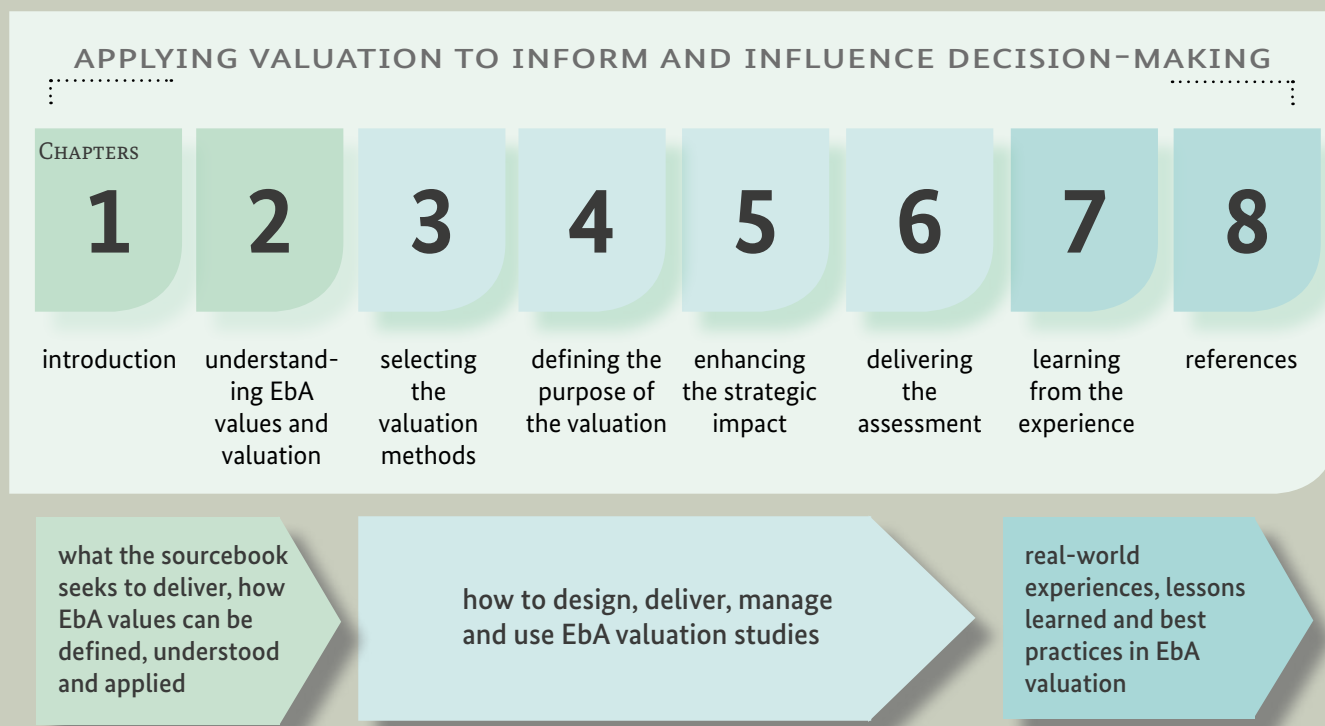 APPLYING VALUATION TO INFORM AND INFLUENCE DECISION-MAKING
CHAPTERS
1
2
3
4
5
6
7
8
introduction
understand-
ing EbA
values and
valuation
selecting
the
valuation
methods
defining the
purpose of
the valuation
enhancing
the strategic
impact
delivering
the
assessment
learning
from the
experience
references
what the sourcebook
seeks to deliver, how
EbA values can be
defined, understood
and applied
how to design, deliver, manage
and use EbA valuation studies
real-world
experiences, lessons
learned and best
practices in EbA
valuation